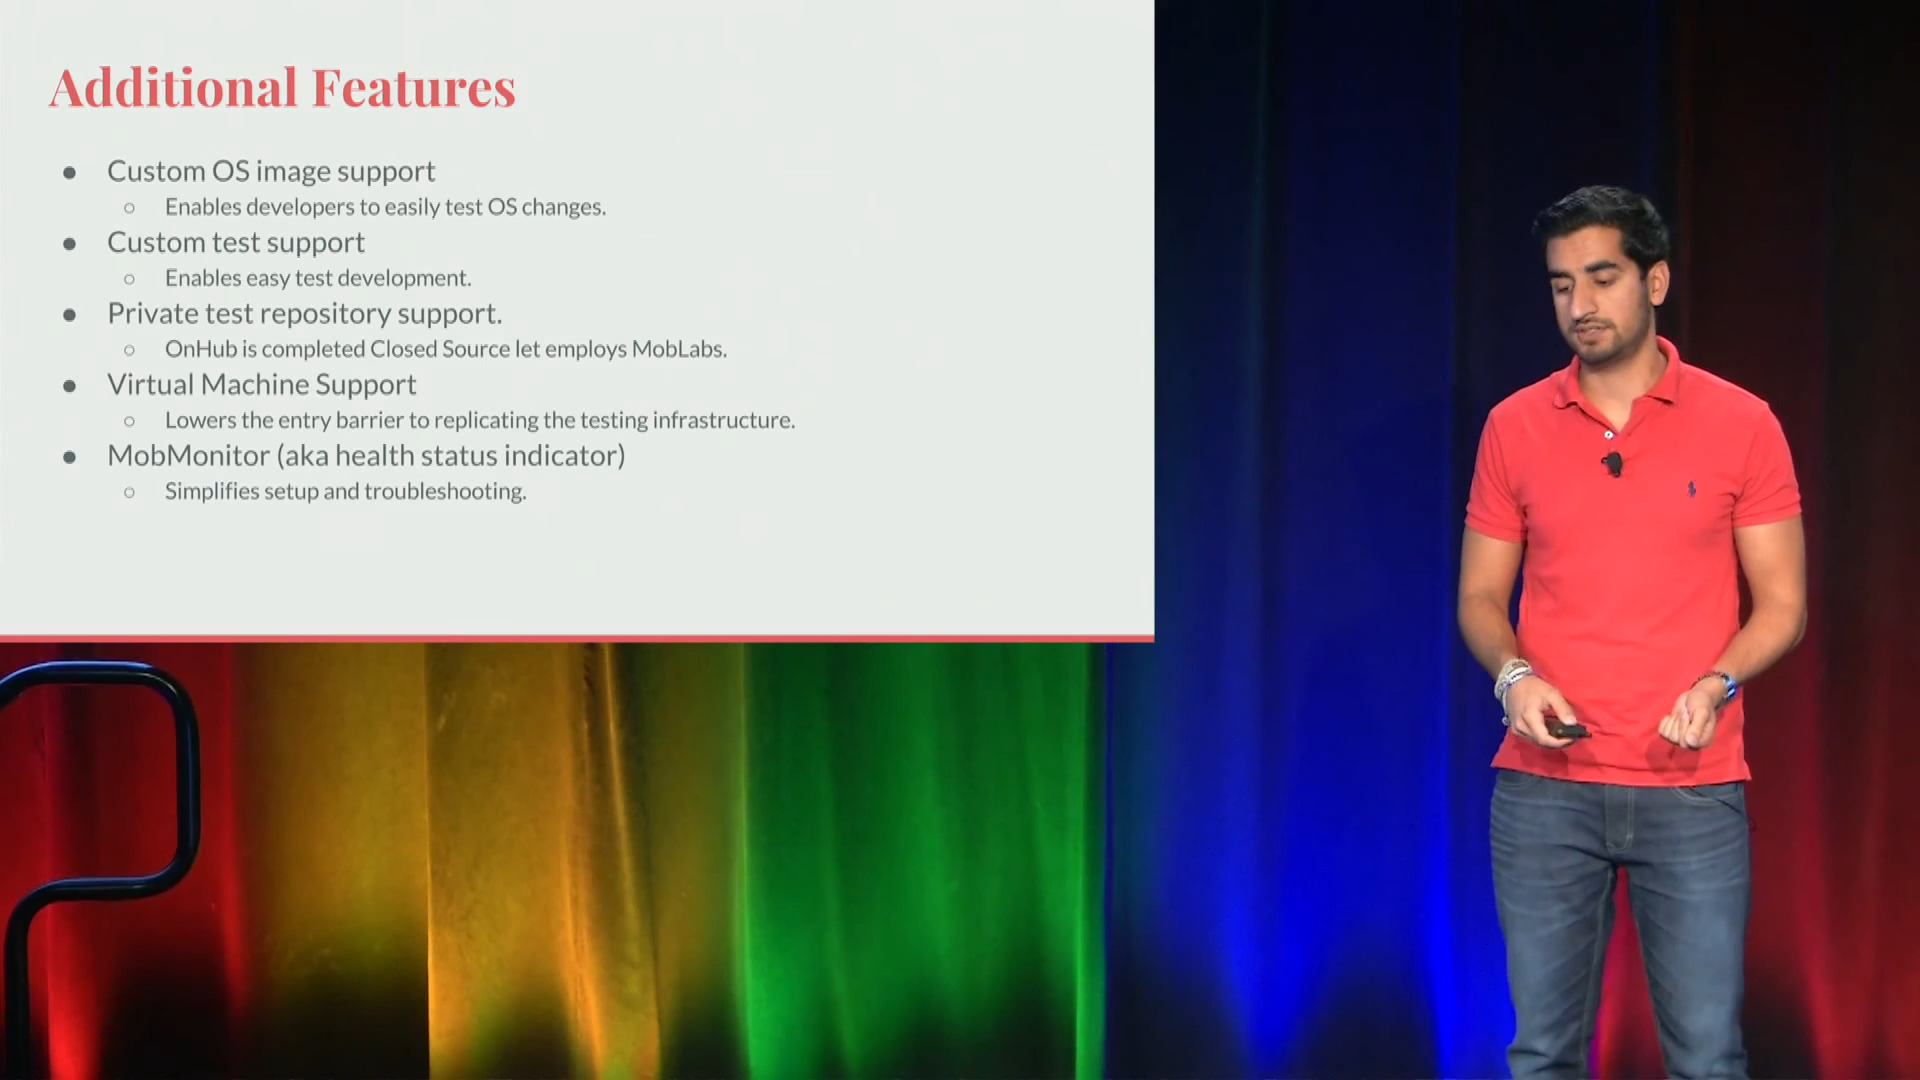 Additional Features
● Custom OS image support
○ Enables developers to easily test OS changes.
● Custom test support
○ Enables easy test development.
● Private test repository support.
○ OnHub is completed Closed Source let employs MobLabs.
● Virtual Machine Support
○ Lowers the entry barrier to replicating the testing infrastructure.
● MobMonitor (aka health status indicator)
○ Simplifies setup and troubleshooting.